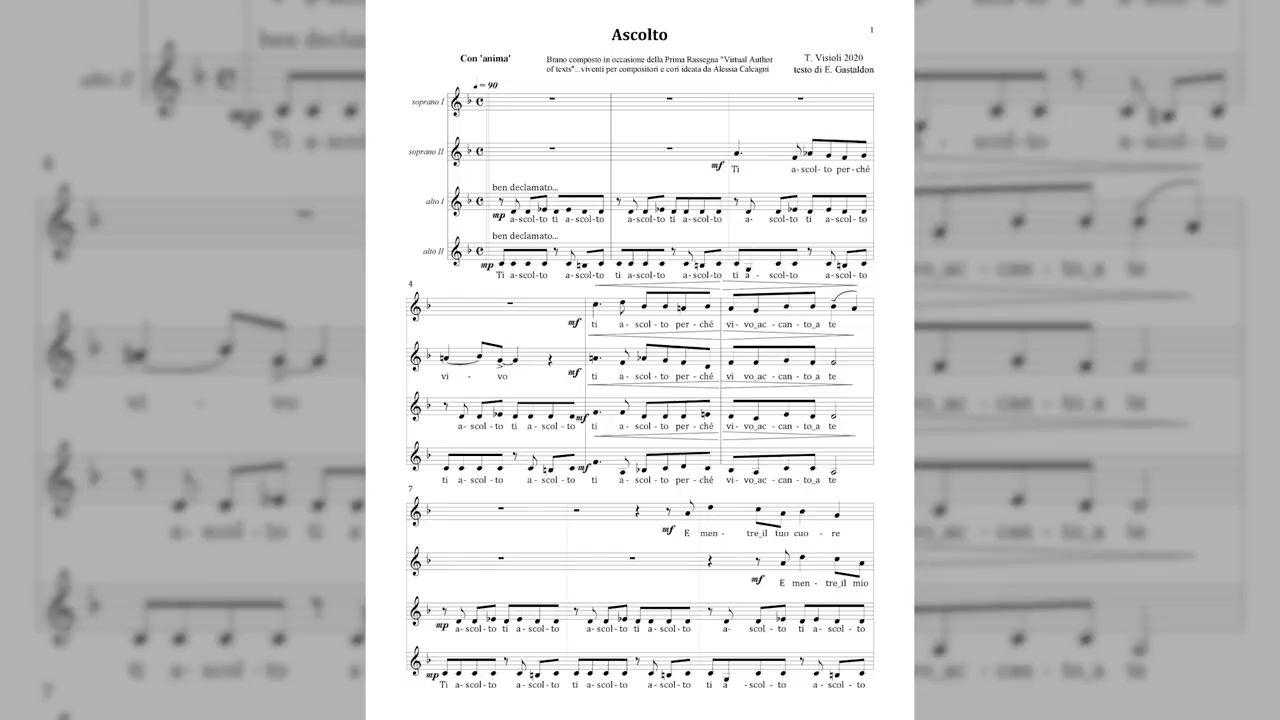 Ascolto
1
Con 'anima'
Brano composto in occasione della Prima Rassegna "Virtual Author
of texts"...viventi per compositori e cori ideata da Alessia Calcagni
T. Visioli 2020
testo di E. Gastaldon
= 90
soprano I
soprano II
mf
Ti a-scol-to per-ché
alto I
ben declamato...
mp
a-scol-to ti a-scol-to a-scol-to ti a-scol-to a-scol-to ti a-scol-to
alto II
ben declamato...
mp
Ti a-scol-to a-scol-to ti a-scol-to a-scol-to ti a-scol-to a-scol-to
4
mf
ti a-scol-to per-ché vi-vo_ac-can-to_a te
mf
vi-vo ti a-scol-to per-ché vi-vo_ac-can-to_a te
mf
a-scol-to ti a-scol-to ti a-scol-to per-ché vi-vo_ac-can-to_a te
mf
ti a-scol-to a-scol-to ti a-scol-to per-ché vi-vo_ac-can-to_a te
7
mf
E men-tre_il tuo cuo-re
mf
E men-tre_il mio
mp
a-scol-to ti a-scol-to a-scol-to ti a-scol-to a-scol-to ti a-scol-to
mp
Ti a-scol-to a-scol-to ti a-scol-to a-scol-to ti a-scol-to a-scol-to